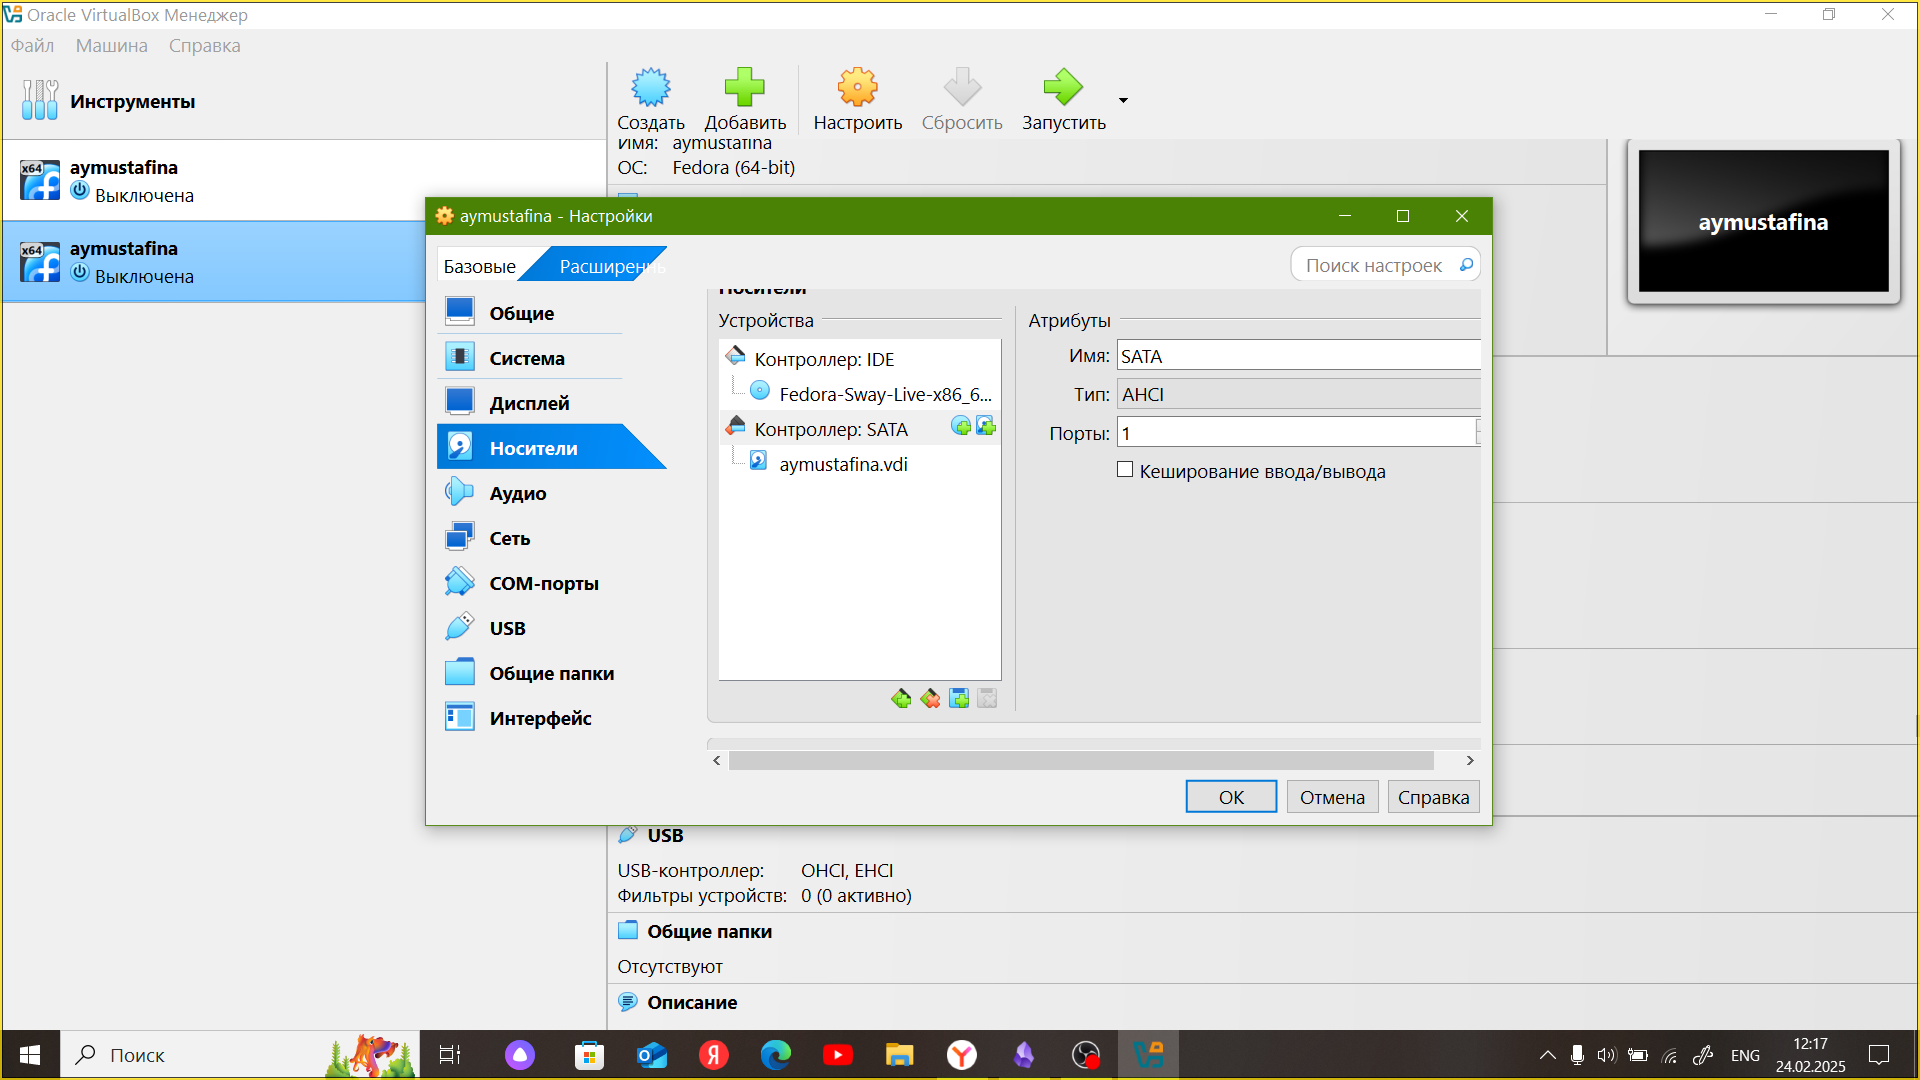 Oracle VirtualBox Менеджер
Файл Машина Справка
Инструменты
Создать Добавить Настроить Сбросить Запустить
x64 aymustafina
Выключена
x64 aymustafina
Выключена
Имя: aymustafina
ОС: Fedora (64-bit)
aymustafina
aymustafina - Настройки
Базовые Расширенны
Поиск настроек
Общие
Система
Дисплей
Носители
Аудио
Сеть
COM-порты
USB
Общие папки
Интерфейс
Носители
Устройства
Контроллер: IDE
Fedora-Sway-Live-x86_6...
Контроллер: SATA
aymustafina.vdi
Атрибуты
Имя: SATA
Тип: AHCI
Порты: 1
Кеширование ввода/вывода
OK Отмена Справка
USB
USB-контроллер: OHCI, EHCI
Фильтры устройств: 0 (0 активно)
Общие папки
Отсутствуют
Описание
Поиск
ENG
12:17
24.02.2025